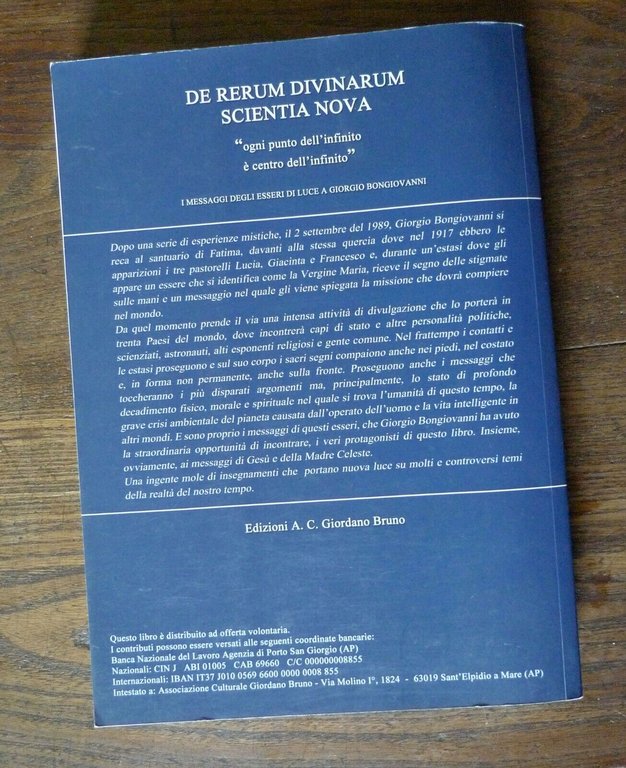 DE RERUM DIVINARUM
SCIENTIA NOVA
“ogni punto dell’infinito
è centro dell’infinito”
I MESSAGGI DEGLI ESSERI DI LUCE A GIORGIO BONGIOVANNI
Dopo una serie di esperienze mistiche, il 2 settembre del 1989, Giorgio Bongiovanni si
reca al santuario di Fatima, davanti alla stessa quercia dove nel 1917 ebbero le
apparizioni i tre pastorelli Lucia, Giacinta e Francesco e, durante un’estasi dove gli
appare un essere che si identifica come la Vergine Maria, riceve il segno delle stigmate
sulle mani e un messaggio nel quale gli viene spiegata la missione che dovrà compiere
nel mondo.
Da quel momento prende il via una intensa attività di divulgazione che lo porterà in
trenta Paesi del mondo, dove incontrerà capi di stato e altre personalità politiche,
scienziati, astronauti, alti esponenti religiosi e gente comune. Nel frattempo i contatti e
le estasi proseguono e sul suo corpo i sacri segni compaiono anche nei piedi, nel costato
e, in forma non permanente, anche sulla fronte. Proseguono anche i messaggi che
toccheranno i più disparati argomenti ma, principalmente, lo stato di profondo
decadimento fisico, morale e spirituale nel quale si trova l’umanità di questo tempo, la
grave crisi ambientale del pianeta causata dall’operato dell’uomo e la vita intelligente in
altri mondi. E sono proprio i messaggi di questi esseri, che Giorgio Bongiovanni ha avuto
la straordinaria opportunità di incontrare, i veri protagonisti di questo libro. Insieme,
ovviamente, ai messaggi di Gesù e della Madre Celeste.
Una ingente mole di insegnamenti che portano nuova luce su molti e controversi temi
della realtà del nostro tempo.
Edizioni A. C. Giordano Bruno
Questo libro è distribuito ad offerta volontaria.
I contributi possono essere versati alle seguenti coordinate bancarie:
Banca Nazionale del Lavoro Agenzia di Porto San Giorgio (AP)
Nazionali: CIN J ABI 01005 CAB 69660 C/C 000000008855
Internazionali: IBAN IT37 J010 0569 6600 0000 0008 855
Intestato a: Associazione Culturale Giordano Bruno - Via Molino I°, 1824 - 63019 Sant’Elpidio a Mare (AP)